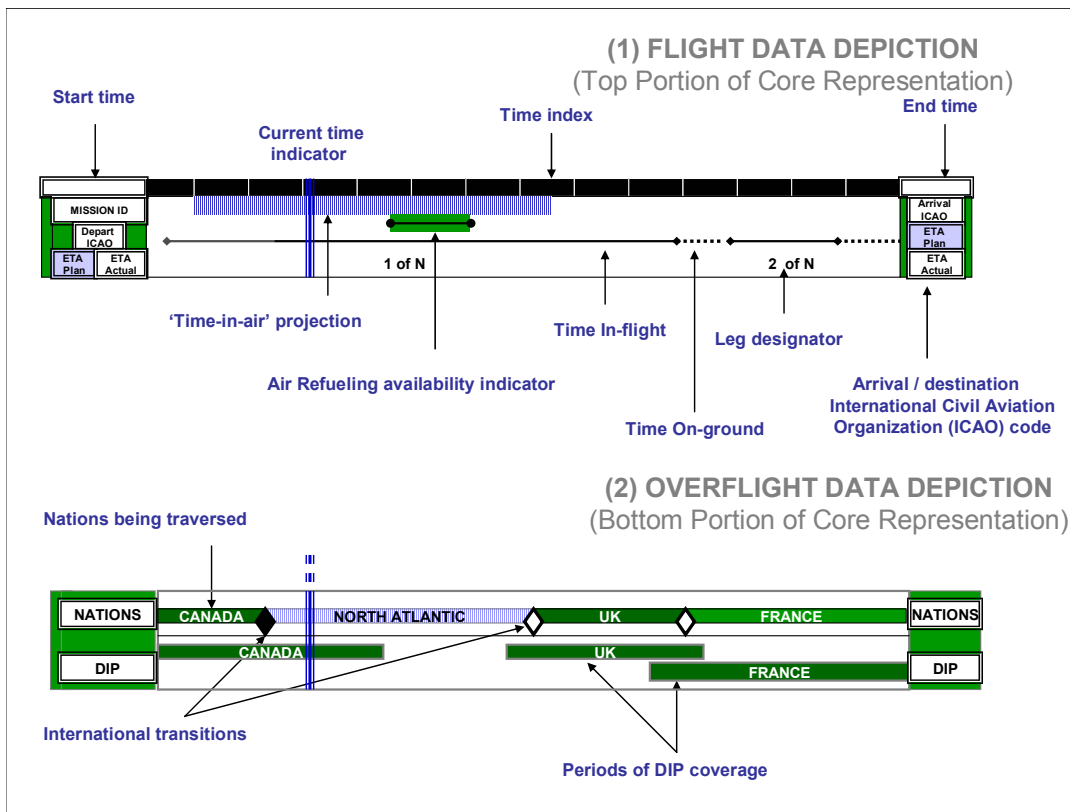 (1) FLIGHT DATA DEPICTION
(Top Portion of Core Representation)
Start time
End time
Time index
Current time
indicator
MISSION ID
Depart
ICAO
ETA
Plan
ETA
Actual
Arrival
ICAO
ETA
Plan
ETA
Actual
1 of N
2 of N
‘Time-in-air’ projection
Time In-flight
Leg designator
Air Refueling availability indicator
Arrival / destination
International Civil Aviation
Organization (ICAO) code
Time On-ground
(2) OVERFLIGHT DATA DEPICTION
(Bottom Portion of Core Representation)
Nations being traversed
NATIONS
CANADA
NORTH ATLANTIC
UK
FRANCE
NATIONS
CANADA
UK
DIP
FRANCE
DIP
International transitions
Periods of DIP coverage